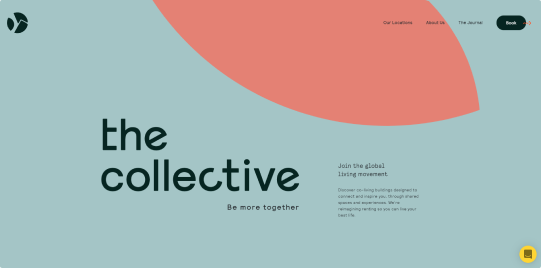 Our Locations
About Us
The Journal
Book
the
collective
Be more together
Join the global
living movement.
Discover co-living buildings designed to
connect and inspire you, through shared
spaces and experiences. We're
reimagining renting so you can live your
best life.